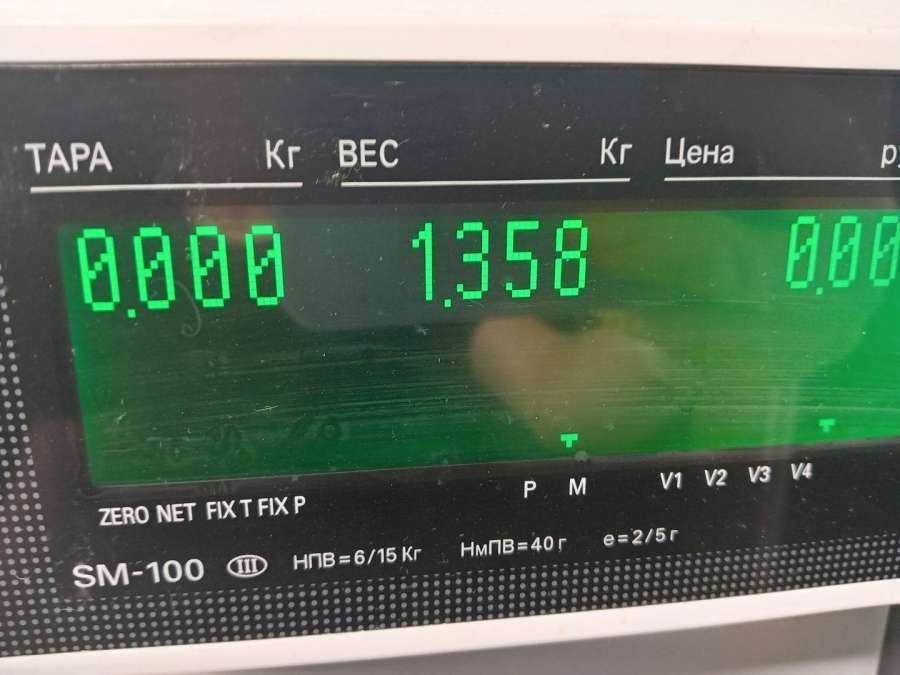 ТАРА Кг ВЕС Кг Цена
0.000 1.358 0.00
P M V1 V2 V3 V4
ZERO NET FIX T FIX P
SM-100 III НПВ=6/15 Кг НмПВ=40 г e=2/5 г